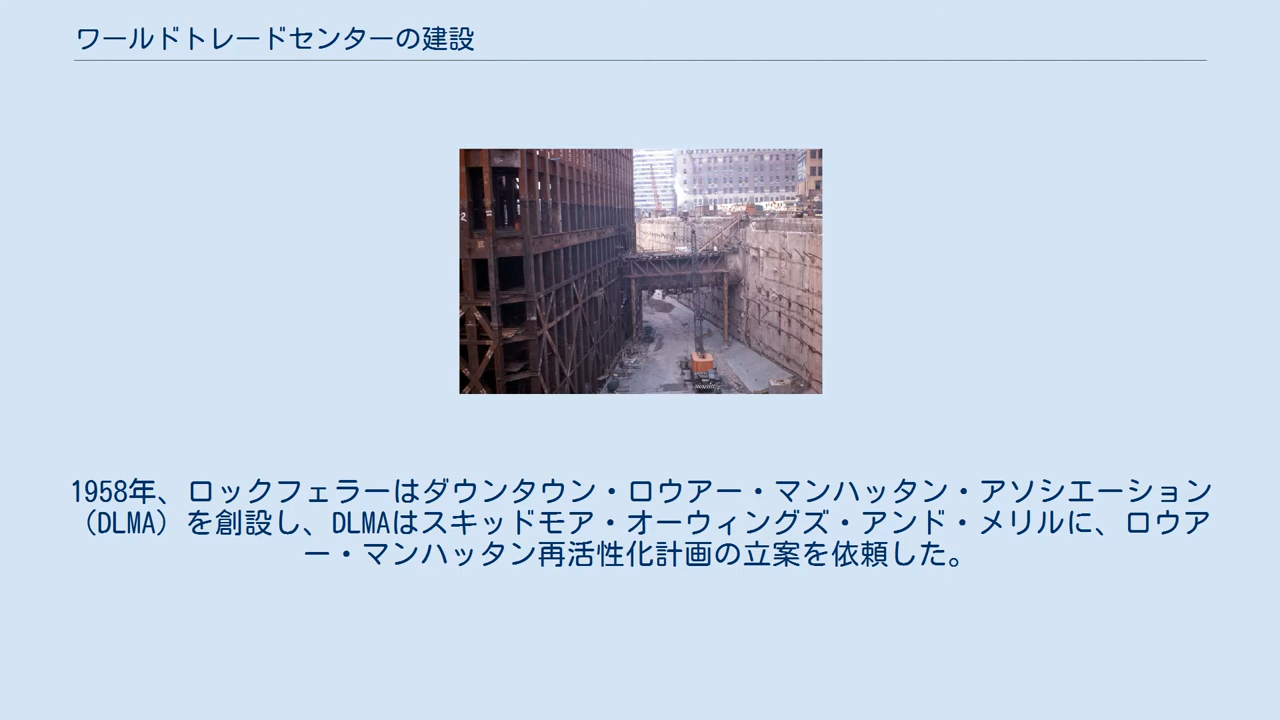 ワールドトレードセンターの建設
1958年、ロックフェラーはダウンタウン・ロウアー・マンハッタン・アソシエーション
（DLMA）を創設し、DLMAはスキッドモア・オーウィングズ・アンド・メリルに、ロウア
ー・マンハッタン再活性化計画の立案を依頼した。